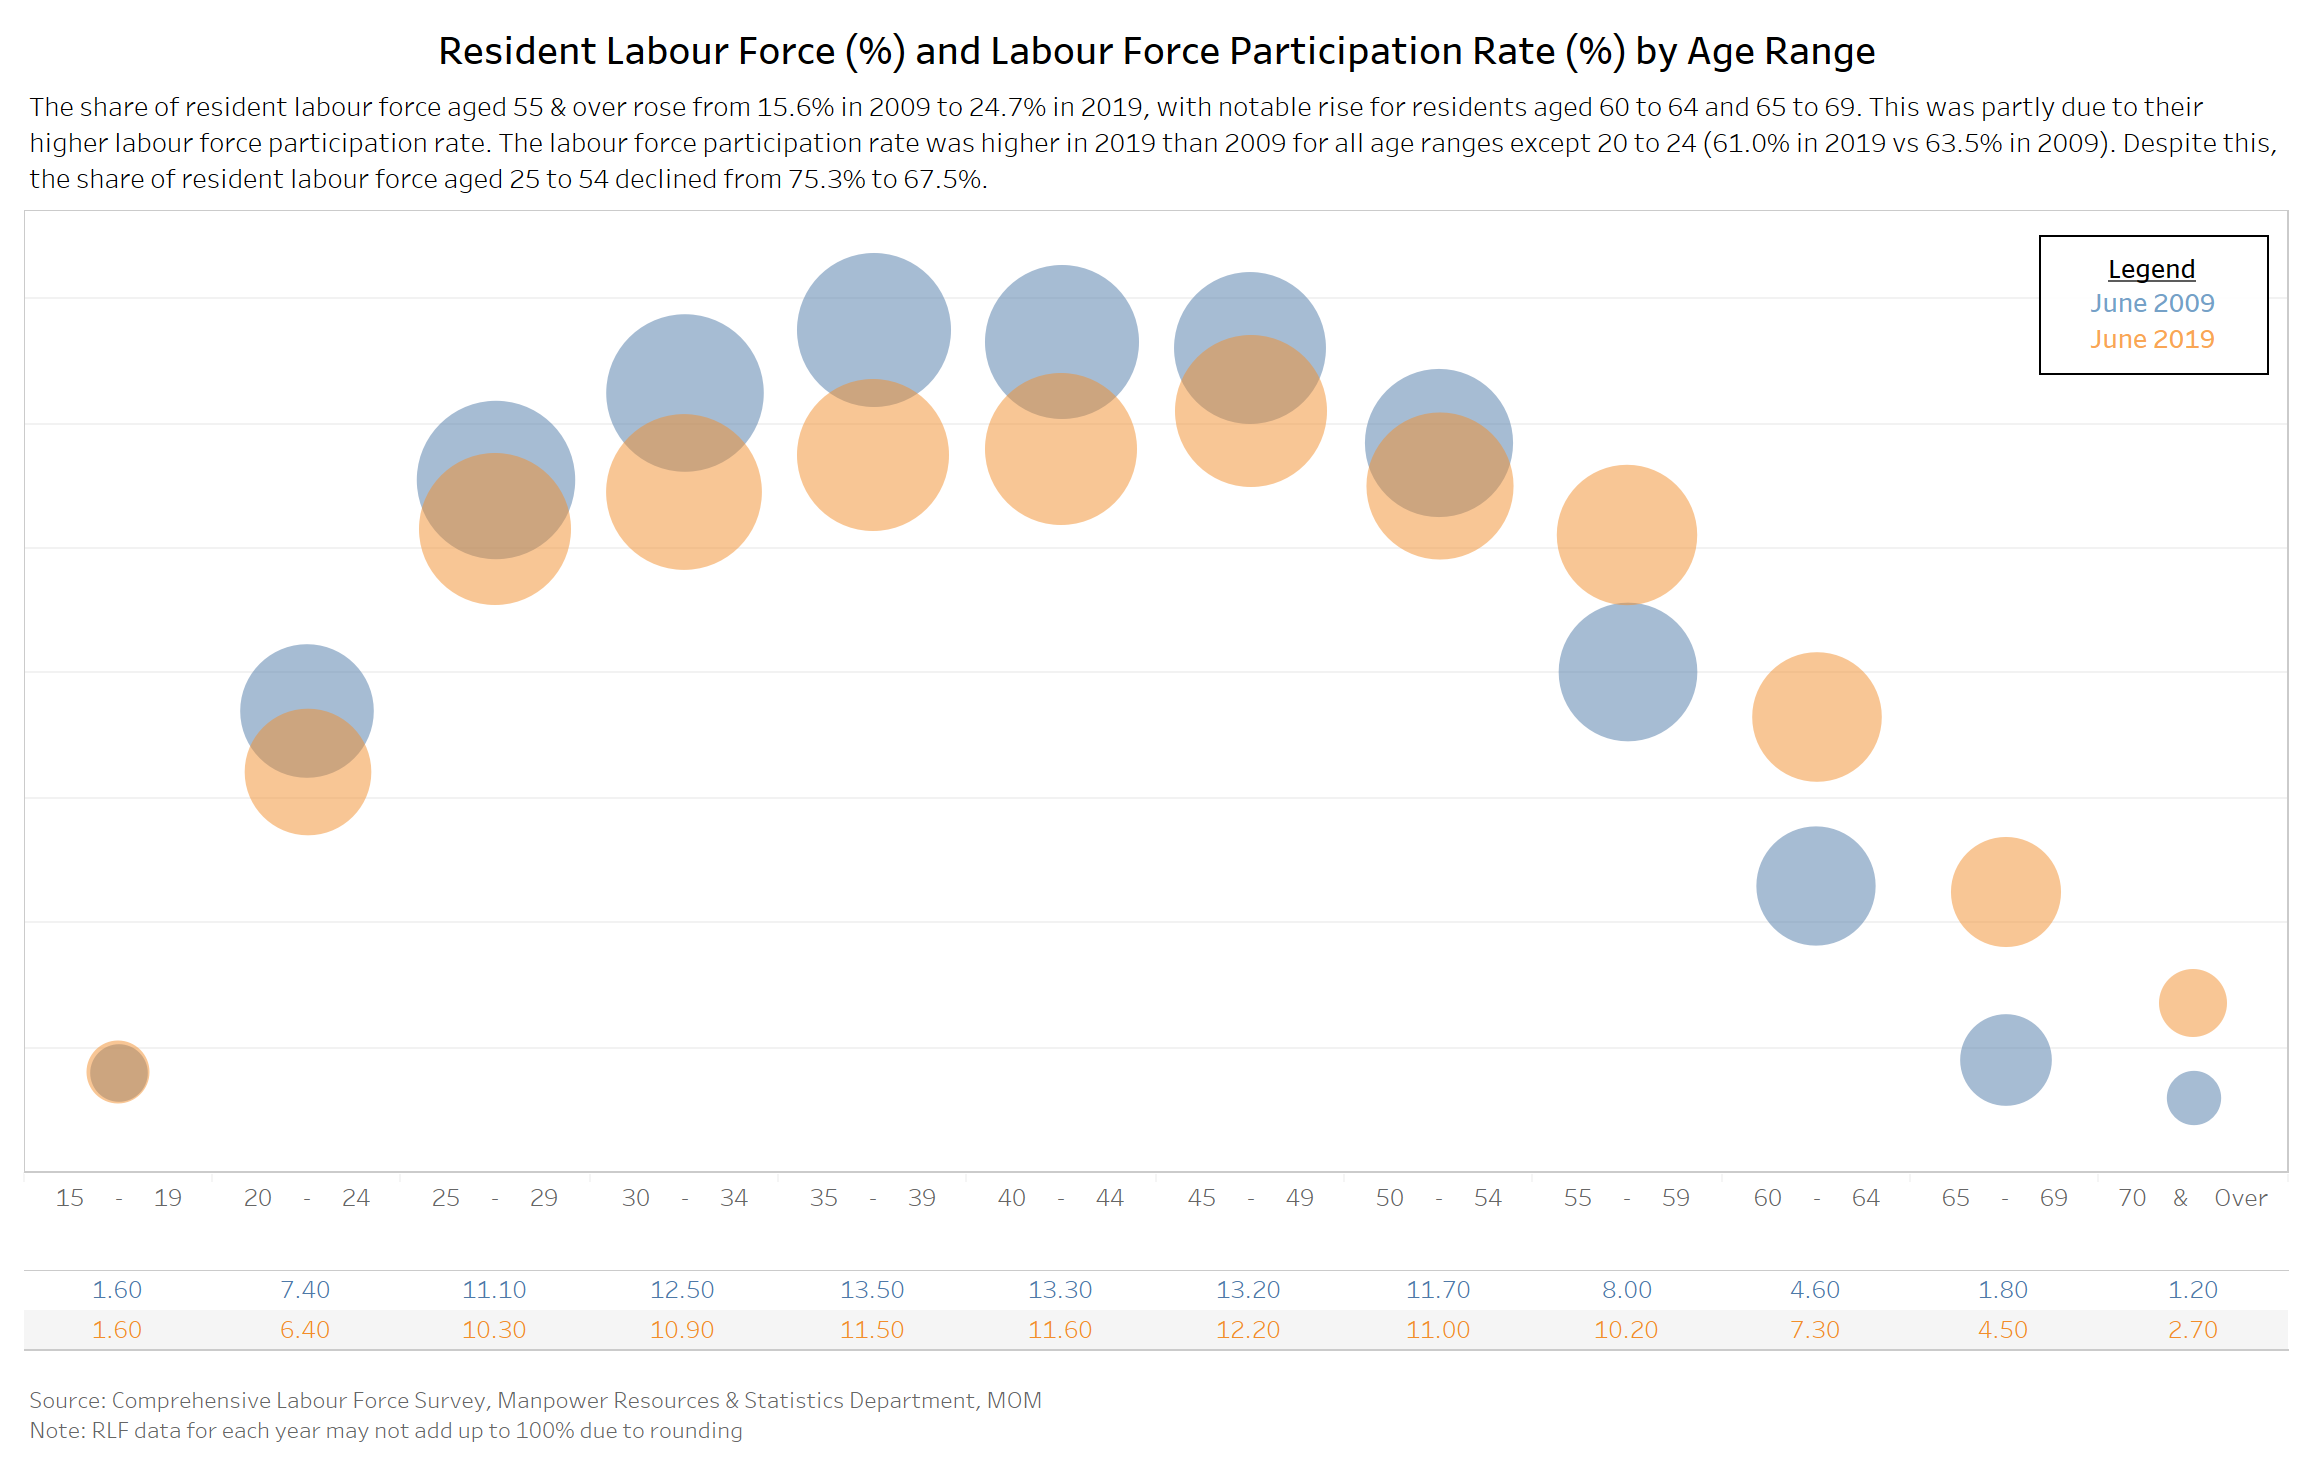 Resident Labour Force (%) and Labour Force Participation Rate (%) by Age Range
The share of resident labour force aged 55 & over rose from 15.6% in 2009 to 24.7% in 2019, with notable rise for residents aged 60 to 64 and 65 to 69. This was partly due to their
higher labour force participation rate. The labour force participation rate was higher in 2019 than 2009 for all age ranges except 20 to 24 (61.0% in 2019 vs 63.5% in 2009). Despite this,
the share of resident labour force aged 25 to 54 declined from 75.3% to 67.5%.
Legend
June 2009
June 2019
15 - 19 20 - 24 25 - 29 30 - 34 35 - 39 40 - 44 45 - 49 50 - 54 55 - 59 60 - 64 65 - 69 70 & Over
1.60 7.40 11.10 12.50 13.50 13.30 13.20 11.70 8.00 4.60 1.80 1.20
1.60 6.40 10.30 10.90 11.50 11.60 12.20 11.00 10.20 7.30 4.50 2.70
Source: Comprehensive Labour Force Survey, Manpower Resources & Statistics Department, MOM
Note: RLF data for each year may not add up to 100% due to rounding